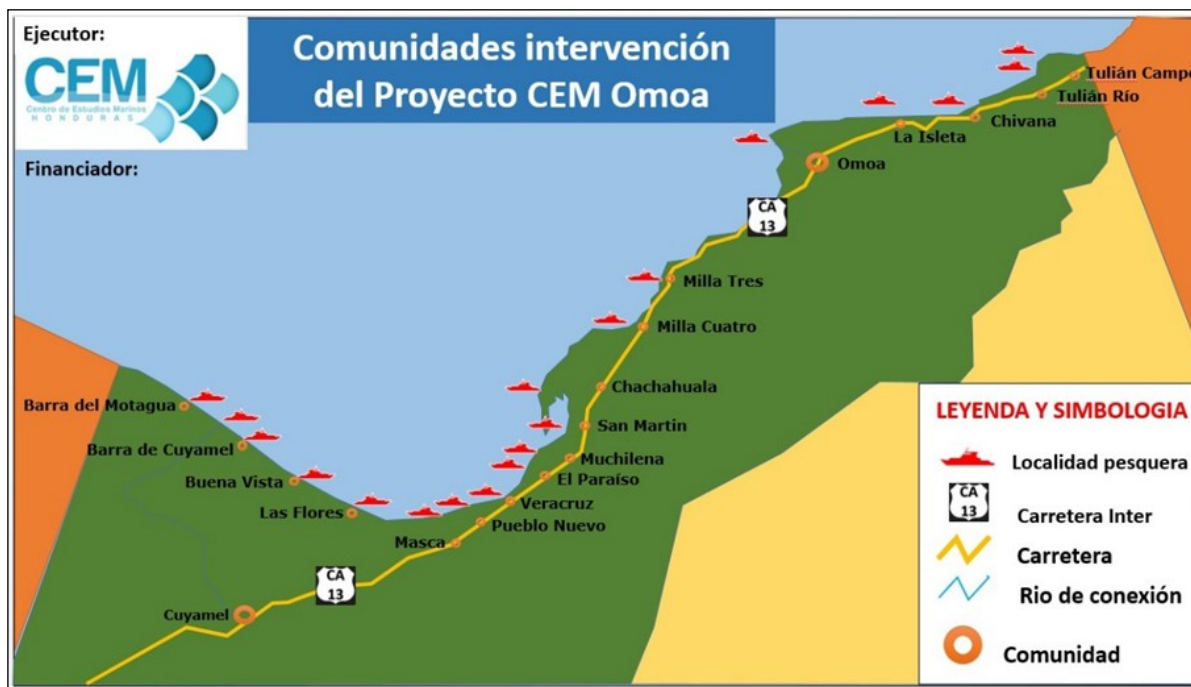 Ejecutor:
CEM
Centro de Estudios Marinos
HONDURAS
Financiador:
Comunidades intervención
del Proyecto CEM Omoa
Tulián Campo
Tulián Río
Chivana
La Isleta
Omoa
CA
13
Milla Tres
Milla Cuatro
Chachahuala
San Martin
Muchilena
El Paraíso
Veracruz
Pueblo Nuevo
Masca
Barra del Motagua
Barra de Cuyamel
Buena Vista
Las Flores
Cuyamel
CA
13
LEYENDA Y SIMBOLOGIA
Localidad pesquera
CA
13
Carretera Inter
Carretera
Rio de conexión
Comunidad